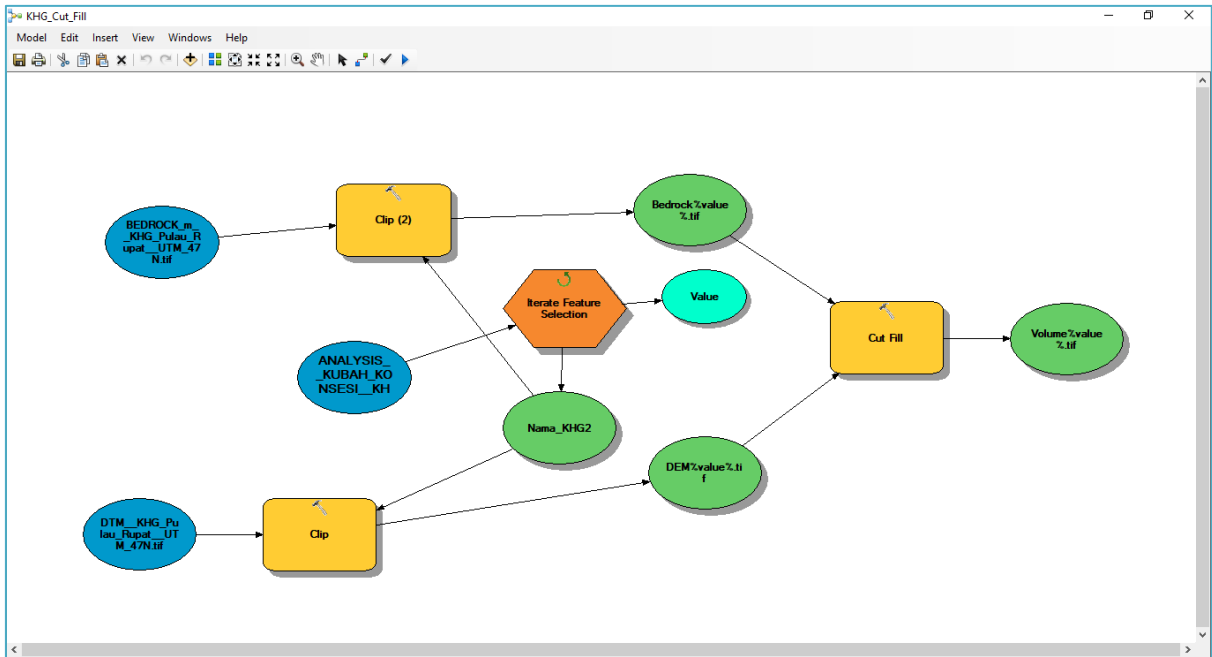 KHG_Cut_Fill
Model Edit Insert View Windows Help
BEDROCK_m_
_KHG_Pulau_R
upat__UTM_47
N.tif
Clip (2)
Bedrock%value
%.tif
Iterate Feature
Selection
Value
ANALYSIS_
_KUBAH_KO
NSESI__KH
Cut Fill
Volume%value
%.tif
Nama_KHG2
DEM%value%.ti
f
DTM__KHG_Pu
lau_Rupat__UT
M_47N.tif
Clip